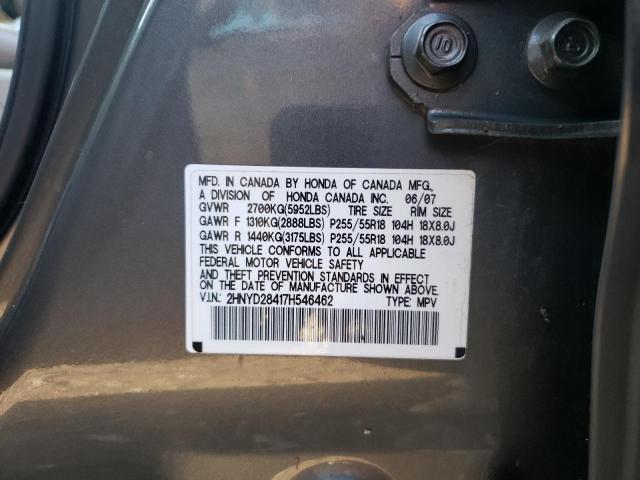 10
MFD. IN CANADA BY HONDA OF CANADA MFG.,
A DIVISION OF HONDA CANADA INC. 06/07
GVWR 2700KG(5952LBS) TIRE SIZE RIM SIZE
GAWR F 1310KG(2888LBS) P255/55R18 104H 18X8.0J
GAWR R 1440KG(3175LBS) P255/55R18 104H 18X8.0J
THIS VEHICLE CONFORMS TO ALL APPLICABLE
FEDERAL MOTOR VEHICLE SAFETY
AND THEFT PREVENTION STANDARDS IN EFFECT
ON THE DATE OF MANUFACTURE SHOWN ABOVE.
V.I.N.: 2HNYD28417H546462 TYPE: MPV